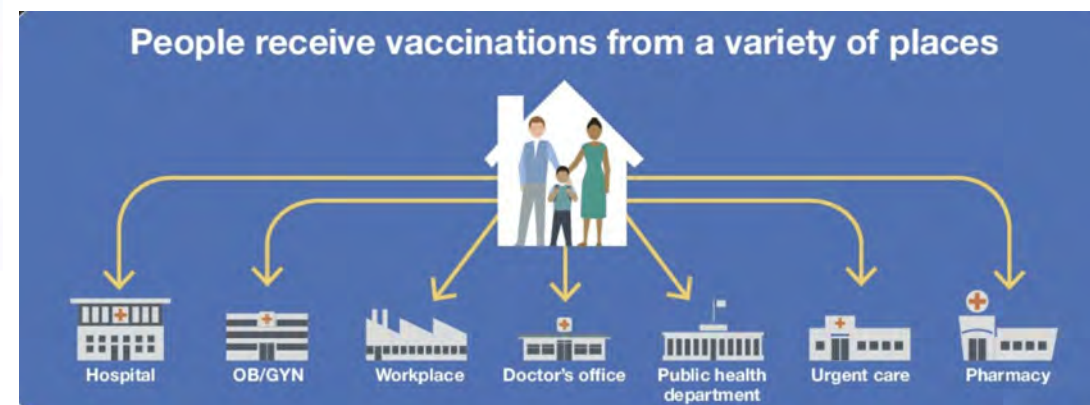 People receive vaccinations from a variety of places
Hospital
OB/GYN
Workplace
Doctor's office
Public health
department
Urgent care
Pharmacy